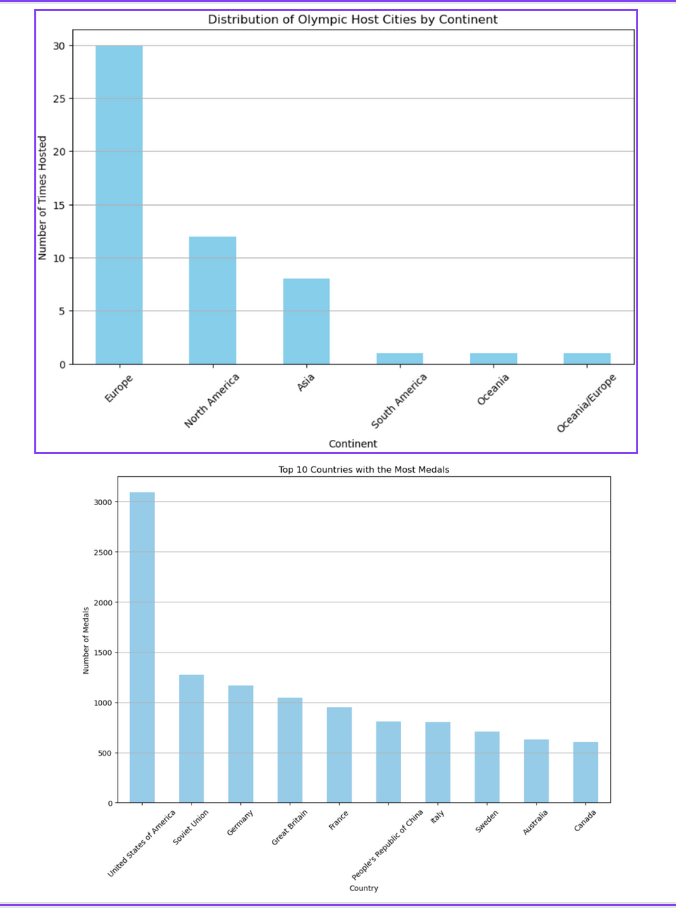 Distribution of Olympic Host Cities by Continent
30
25
20
15
10
5
0
Number of Times Hosted
Europe
North America
Asia
South America
Oceania
Oceania/Europe
Continent
Top 10 Countries with the Most Medals
3000
2500
2000
1500
1000
500
0
Number of Medals
United States of America
Soviet Union
Germany
Great Britain
France
People's Republic of China
Italy
Sweden
Australia
Canada
Country